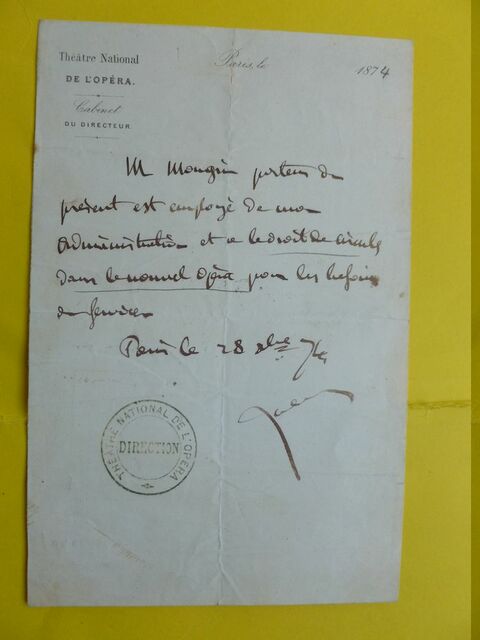 Théâtre National
DE L'OPÉRA.
Cabinet
DU DIRECTEUR.
Paris, le 1874
M Mougin porteur du
présent est employé de mon
administration et a le droit de circuler
dans le nouvel opéra pour les besoins
du service
Paris le 28 xbre 74
THÉÂTRE NATIONAL DE L'OPÉRA
DIRECTION